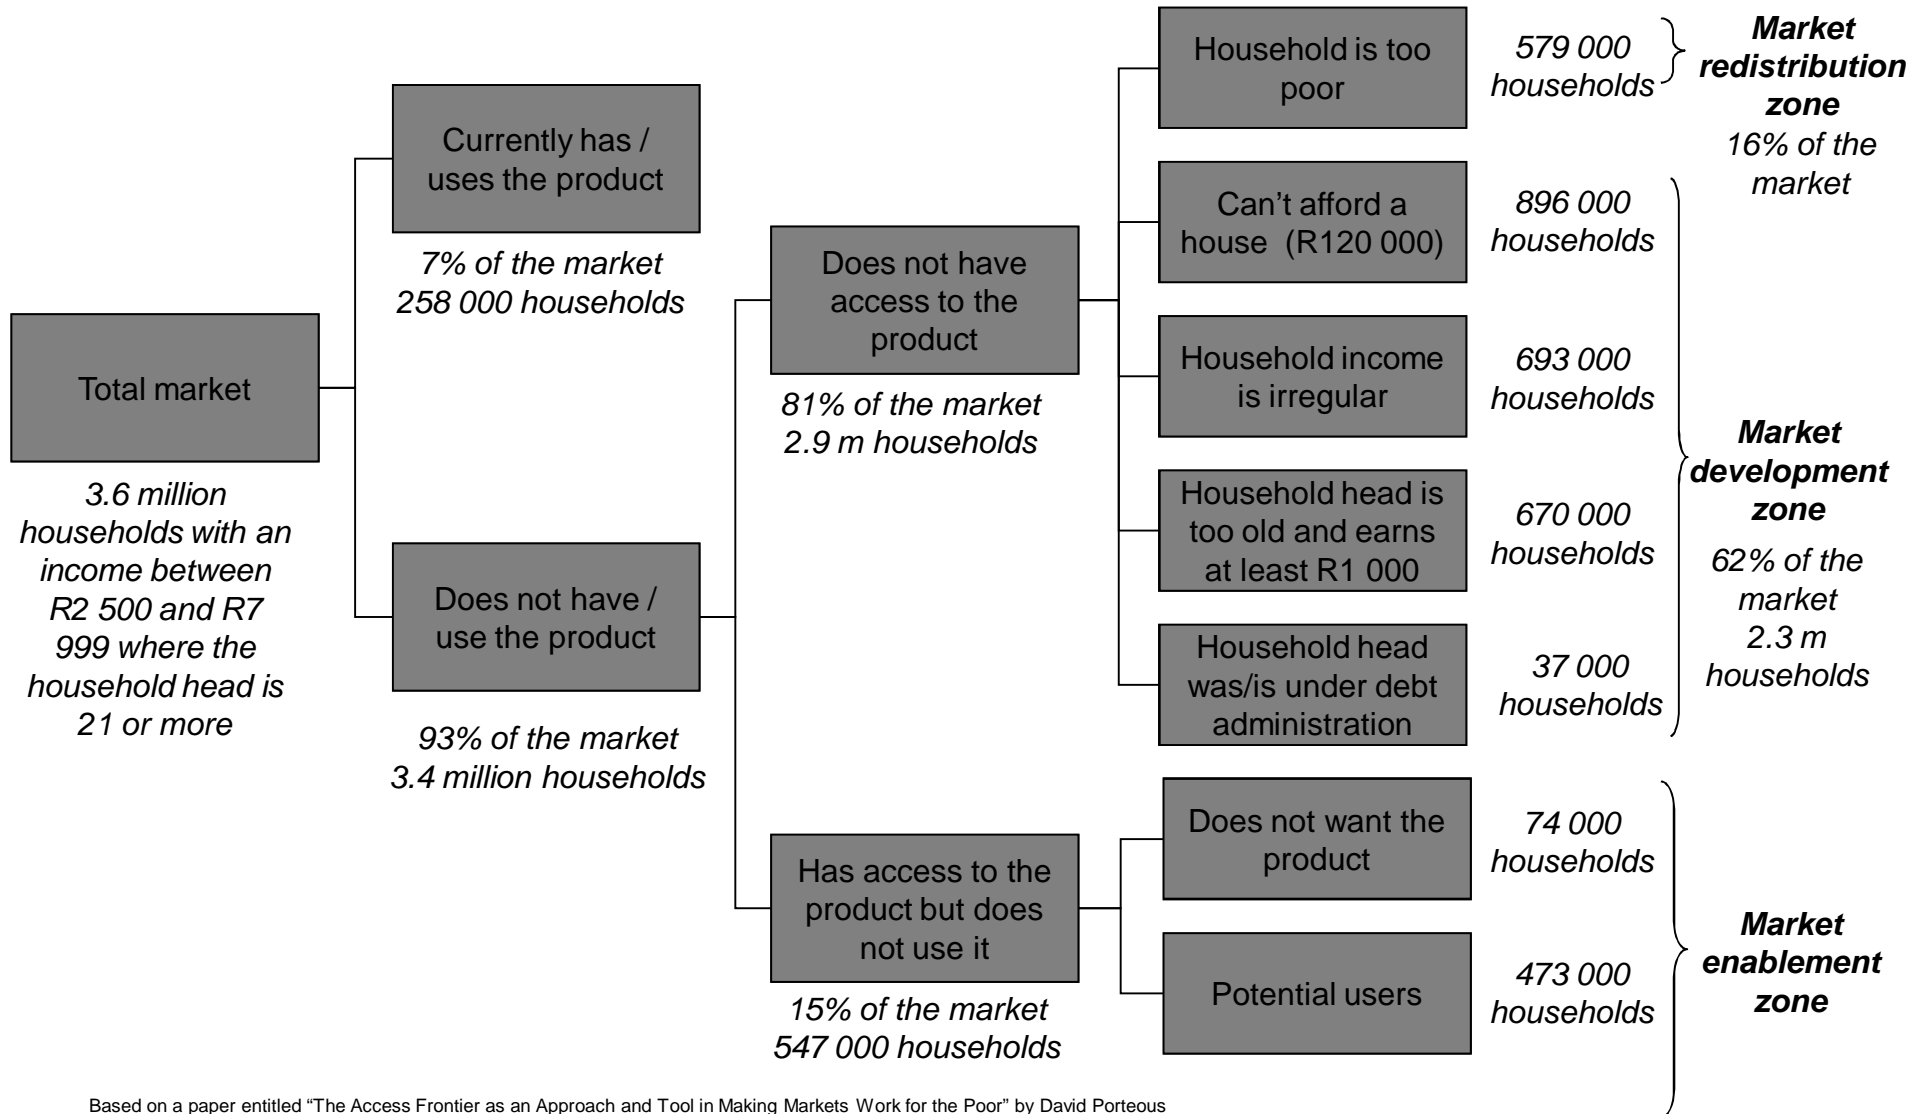 Total market
3.6 million
households with an
income between
R2 500 and R7
999 where the
household head is
21 or more
Currently has /
uses the product
7% of the market
258 000 households
Does not have /
use the product
93% of the market
3.4 million households
Does not have
access to the
product
81% of the market
2.9 m households
Has access to the
product but does
not use it
15% of the market
547 000 households
Household is too
poor
579 000
households
Can't afford a
house (R120 000)
896 000
households
Household income
is irregular
693 000
households
Household head is
too old and earns
at least R1 000
670 000
households
Household head
was/is under debt
administration
37 000
households
Does not want the
product
74 000
households
Potential users
473 000
households
Market
redistribution
zone
16% of the
market
Market
development
zone
62% of the
market
2.3 m
households
Market
enablement
zone
Based on a paper entitled “The Access Frontier as an Approach and Tool in Making Markets Work for the Poor” by David Porteous